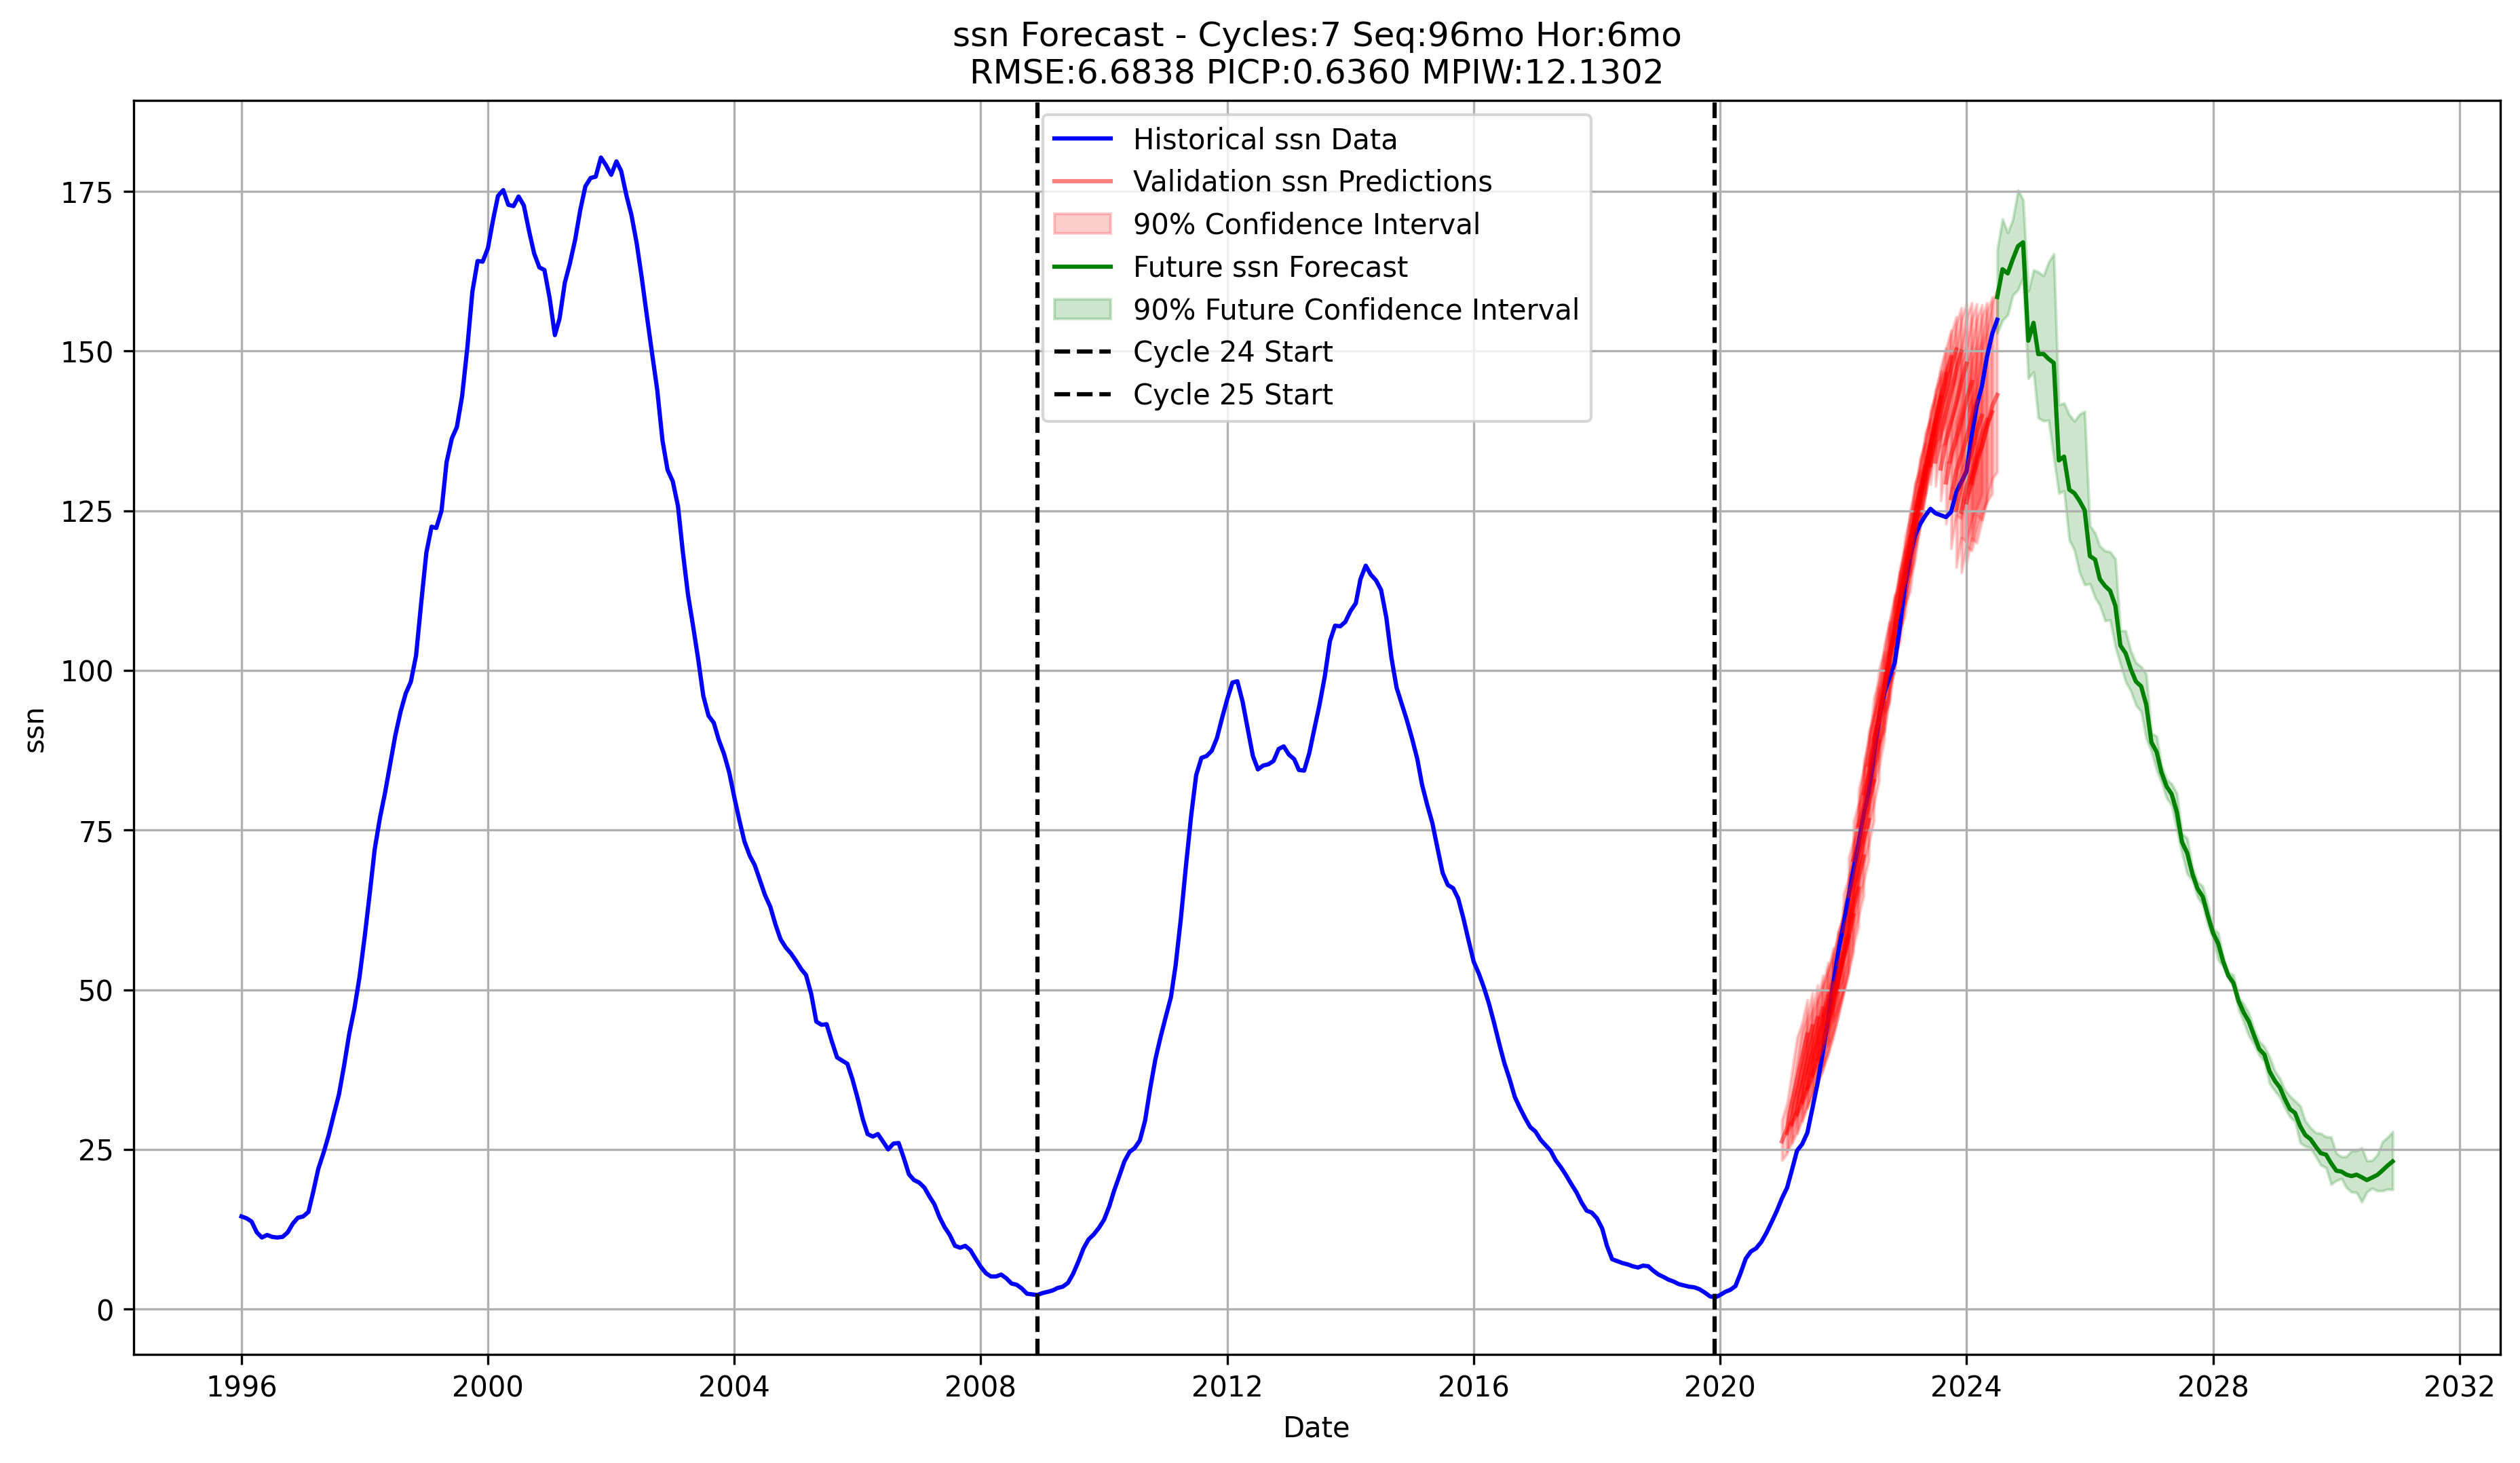 ssn Forecast - Cycles:7 Seq:96mo Hor:6mo
RMSE:6.6838 PICP:0.6360 MPIW:12.1302
Historical ssn Data
Validation ssn Predictions
90% Confidence Interval
Future ssn Forecast
90% Future Confidence Interval
Cycle 24 Start
Cycle 25 Start
ssn
175
150
125
100
75
50
25
0
1996 2000 2004 2008 2012 2016 2020 2024 2028 2032
Date